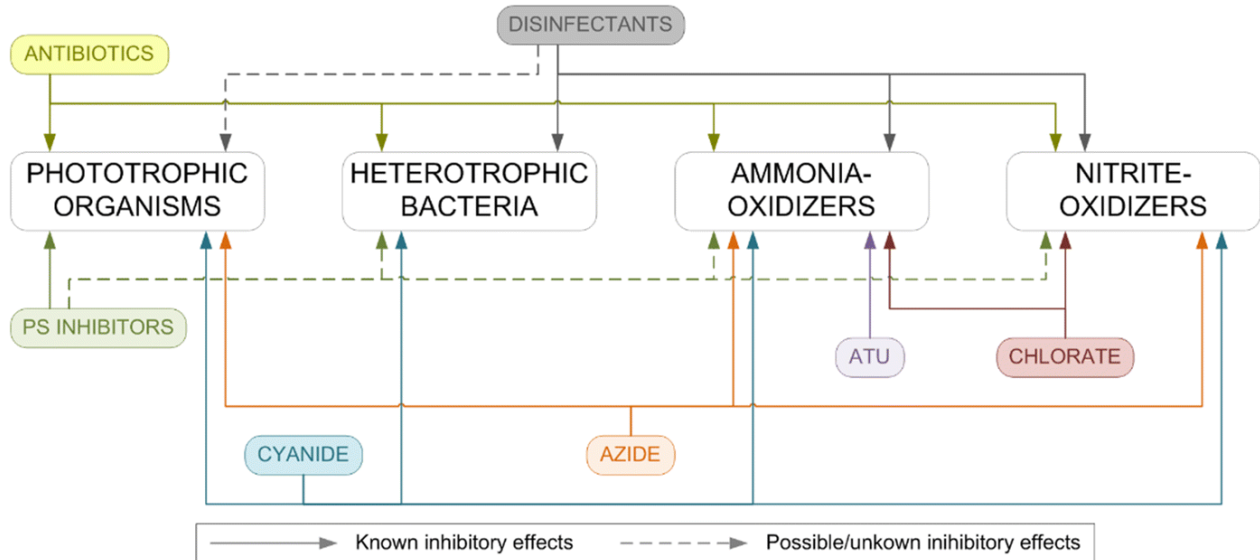 DISINFECTANTS
ANTIBIOTICS
PHOTOTROPHIC
ORGANISMS
HETEROTROPHIC
BACTERIA
AMMONIA-
OXIDIZERS
NITRITE-
OXIDIZERS
PS INHIBITORS
ATU
CHLORATE
CYANIDE
AZIDE
Known inhibitory effects
Possible/unkown inihibitory effects